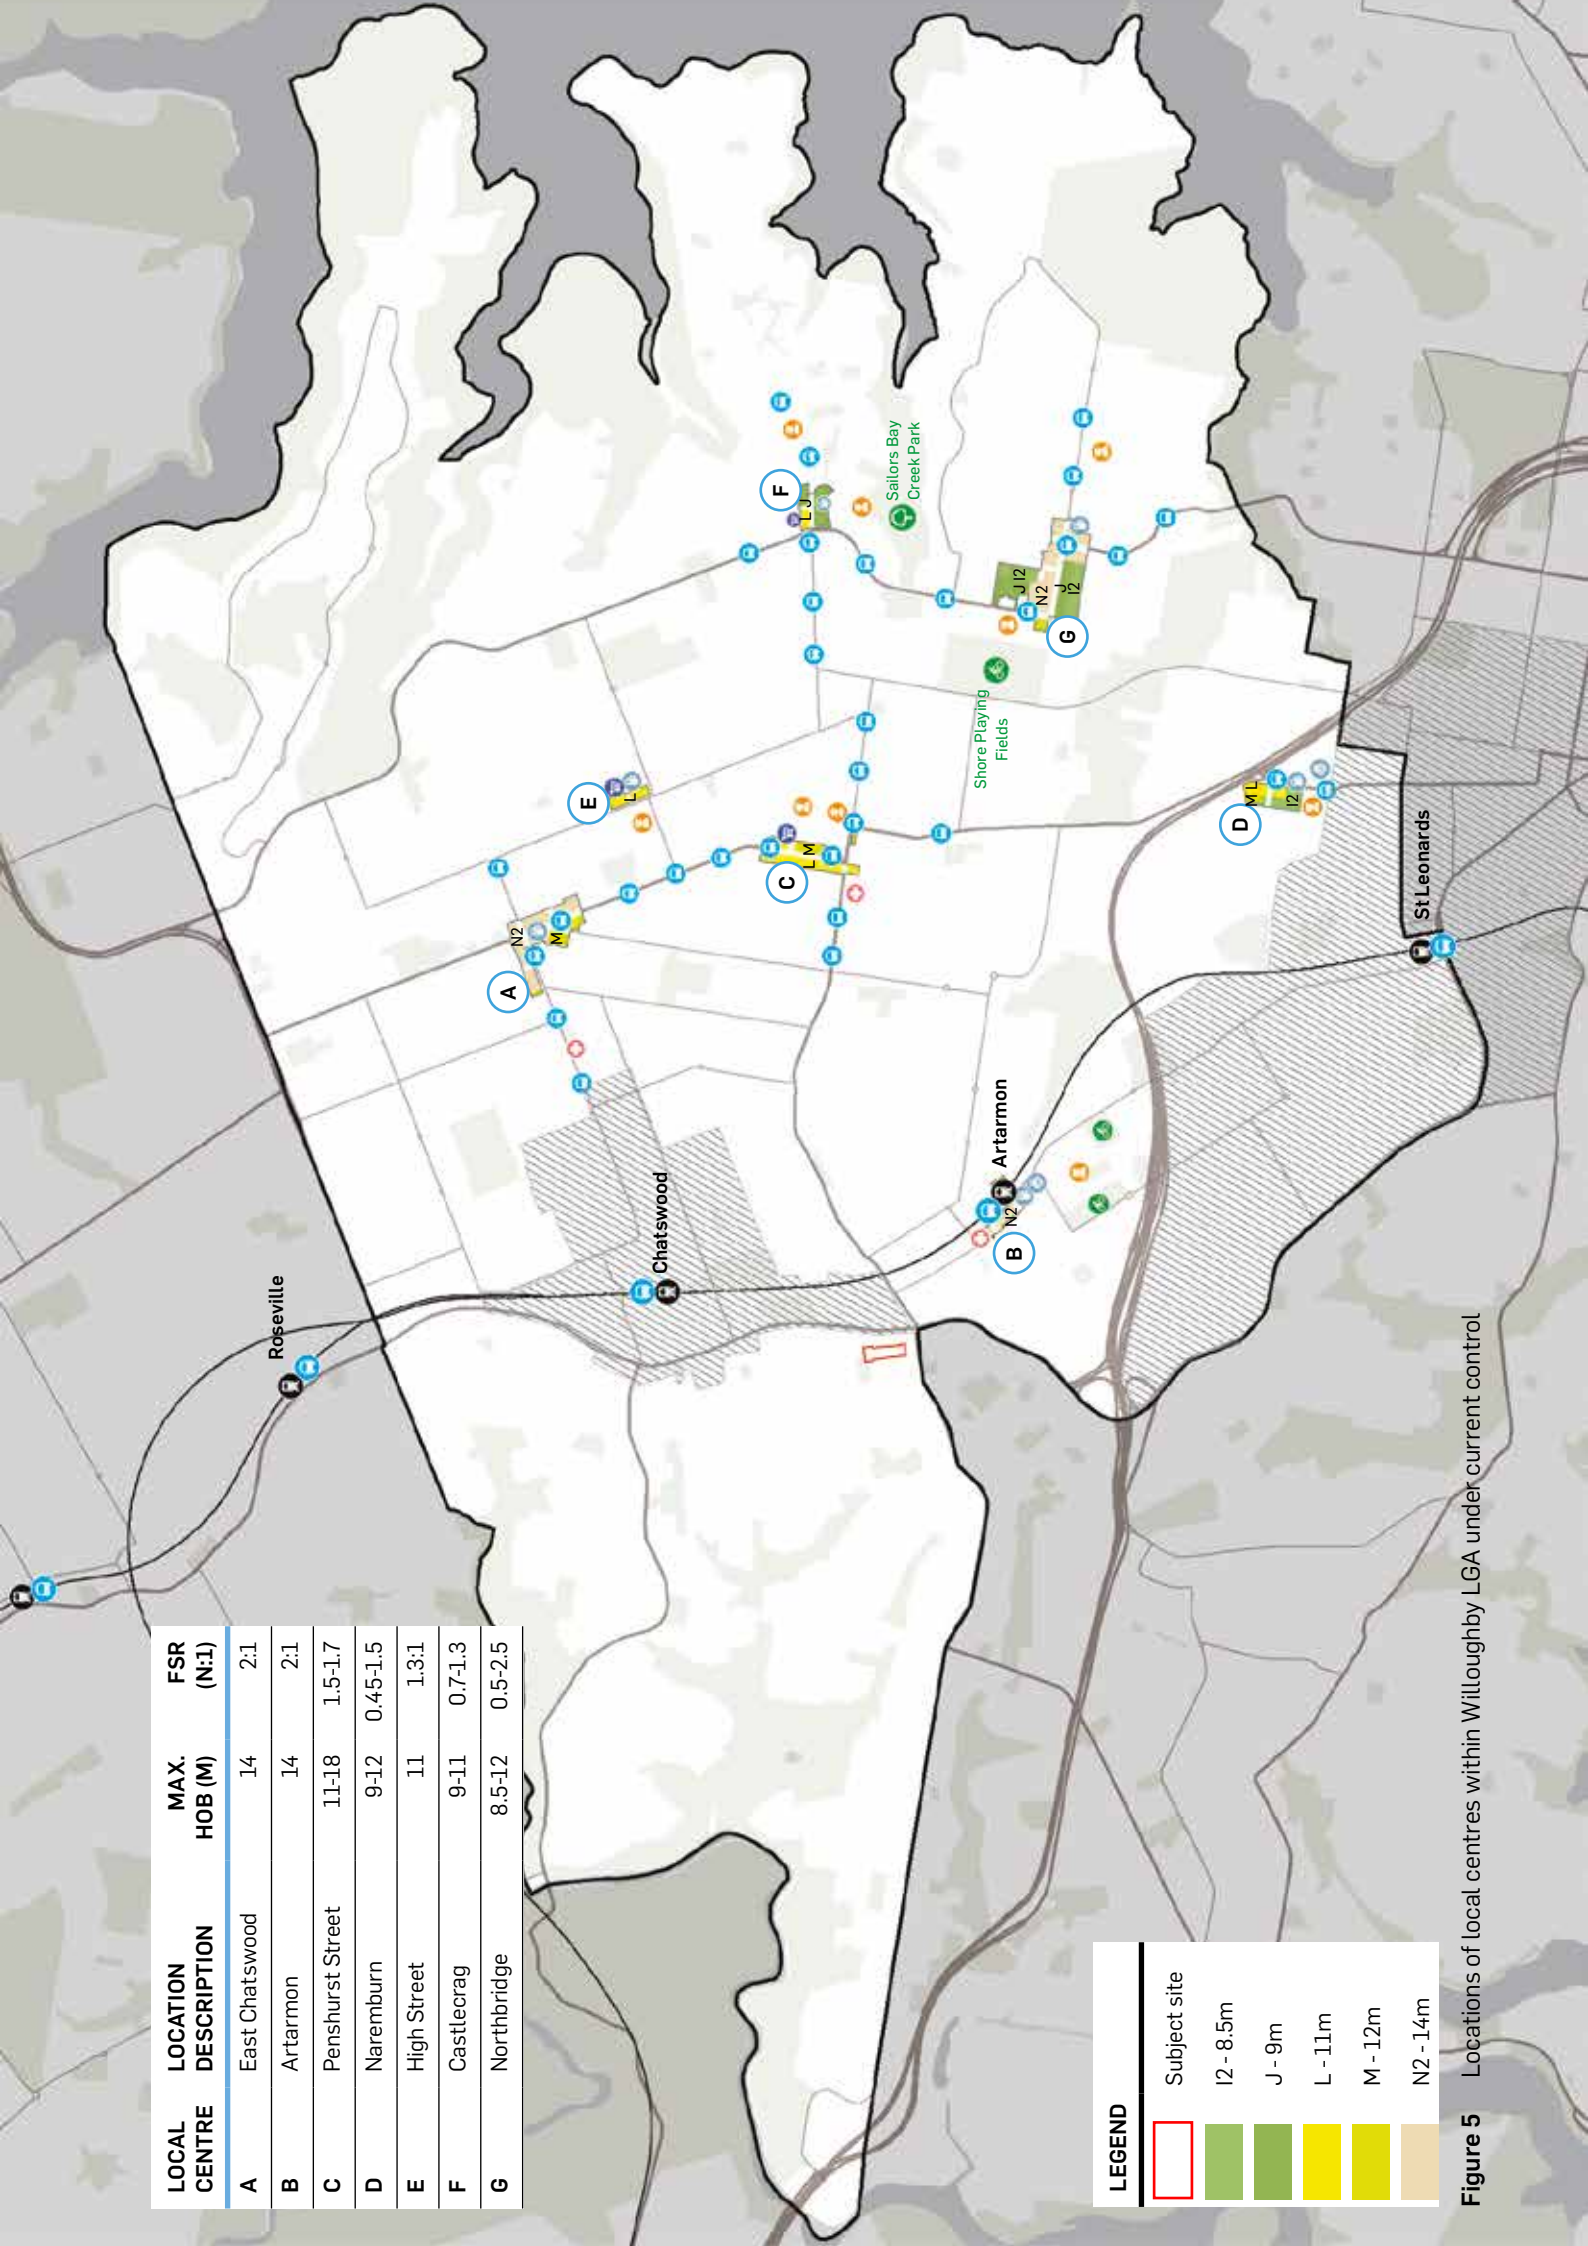 LOCAL CENTRE LOCATION DESCRIPTION MAX. HOB (M) FSR (N:1)
A East Chatswood 14 2:1
B Artarmon 14 2:1
C Penshurst Street 11-18 1.5-1.7
D Naremburn 9-12 0.45-1.5
E High Street 11 1.3:1
F Castlecrag 9-11 0.7-1.3
G Northbridge 8.5-12 0.5-2.5
Roseville
Chatswood
A
N2
M
E
L
F
L J
C
L M
Sailors Bay
Creek Park
Shore Playing
Fields
J I2
N2
J
I2
G
Artarmon
N2
B
D
M L
I2
St Leonards
LEGEND
Subject site
I2 - 8.5m
J - 9m
L - 11m
M - 12m
N2 - 14m
Figure 5 Locations of local centres within Willoughby LGA under current control